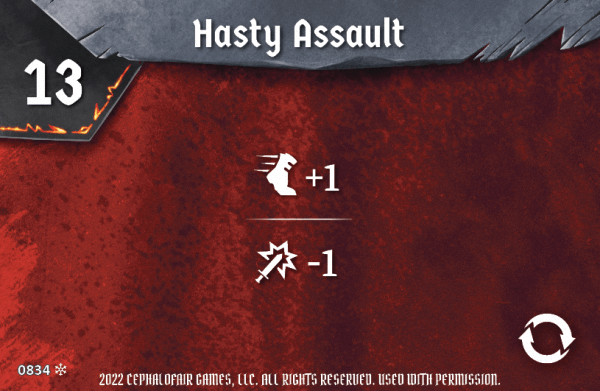 Hasty Assault
13
+1
-1
0834
2022 CEPHALOFAIR GAMES, LLC. ALL RIGHTS RESERVED. USED WITH PERMISSION.